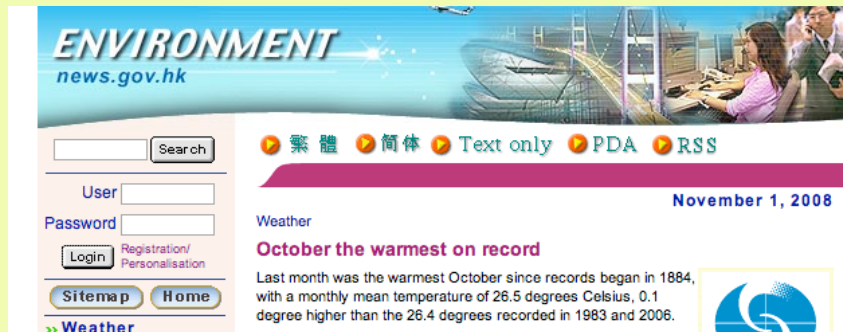 ENVIRONMENT
news.gov.hk
Search
繁 體 简体 Text only PDA RSS
User
Password
Login
Registration/
Personalisation
Sitemap Home
Weather
November 1, 2008
Weather
October the warmest on record
Last month was the warmest October since records began in 1884,
with a monthly mean temperature of 26.5 degrees Celsius, 0.1
degree higher than the 26.4 degrees recorded in 1983 and 2006.